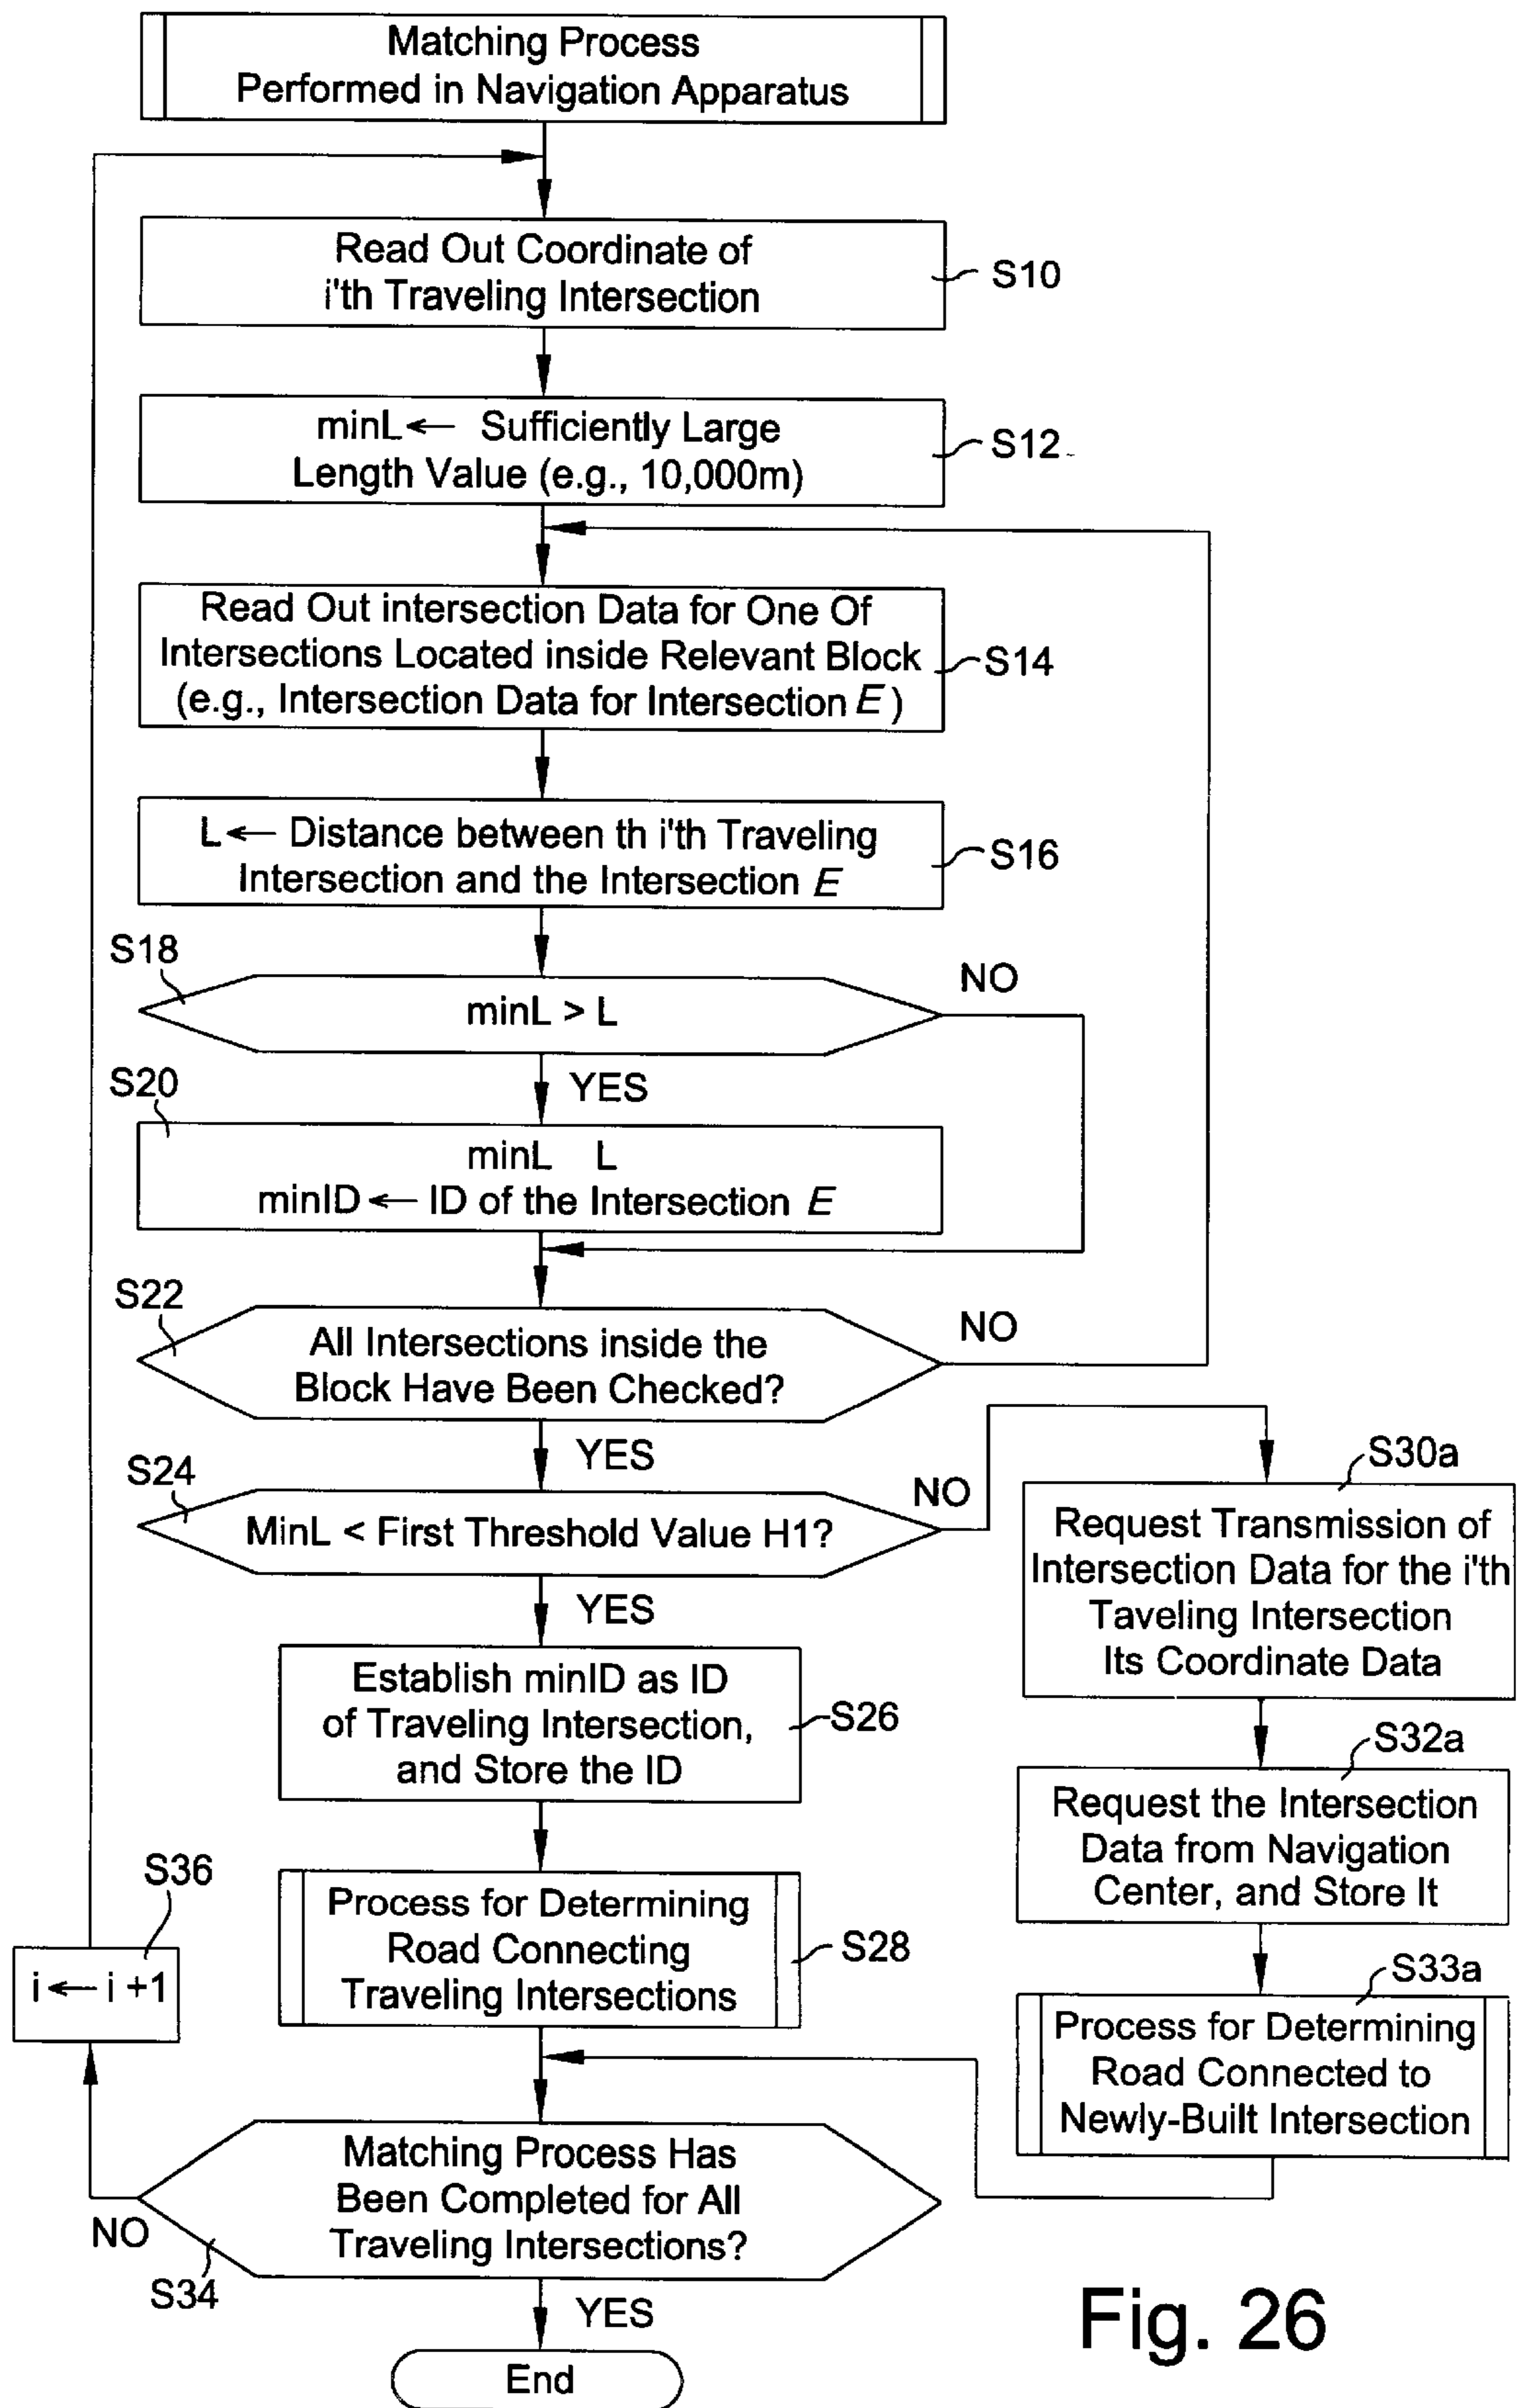 Matching Process
Performed in Navigation Apparatus
Read Out Coordinate of
i'th Traveling Intersection
S10
minL← Sufficiently Large
Length Value (e.g., 10,000m)
S12
Read Out intersection Data for One Of
Intersections Located inside Relevant Block
(e.g., Intersection Data for Intersection E)
S14
L← Distance between th i'th Traveling
Intersection and the Intersection E
S16
S18
minL > L
NO
YES
S20
minL L
minID← ID of the Intersection E
S22
All Intersections inside the
Block Have Been Checked?
NO
YES
S24
MinL < First Threshold Value H1?
NO
YES
S30a
Request Transmission of
Intersection Data for the i'th
Taveling Intersection
Its Coordinate Data
Establish minID as ID
of Traveling Intersection,
and Store the ID
S26
S32a
Request the Intersection
Data from Navigation
Center, and Store It
Process for Determining
Road Connecting
Traveling Intersections
S28
S36
i← i +1
S33a
Process for Determining
Road Connected to
Newly-Built Intersection
Matching Process Has
Been Completed for All
Traveling Intersections?
NO
S34
YES
End
Fig. 26